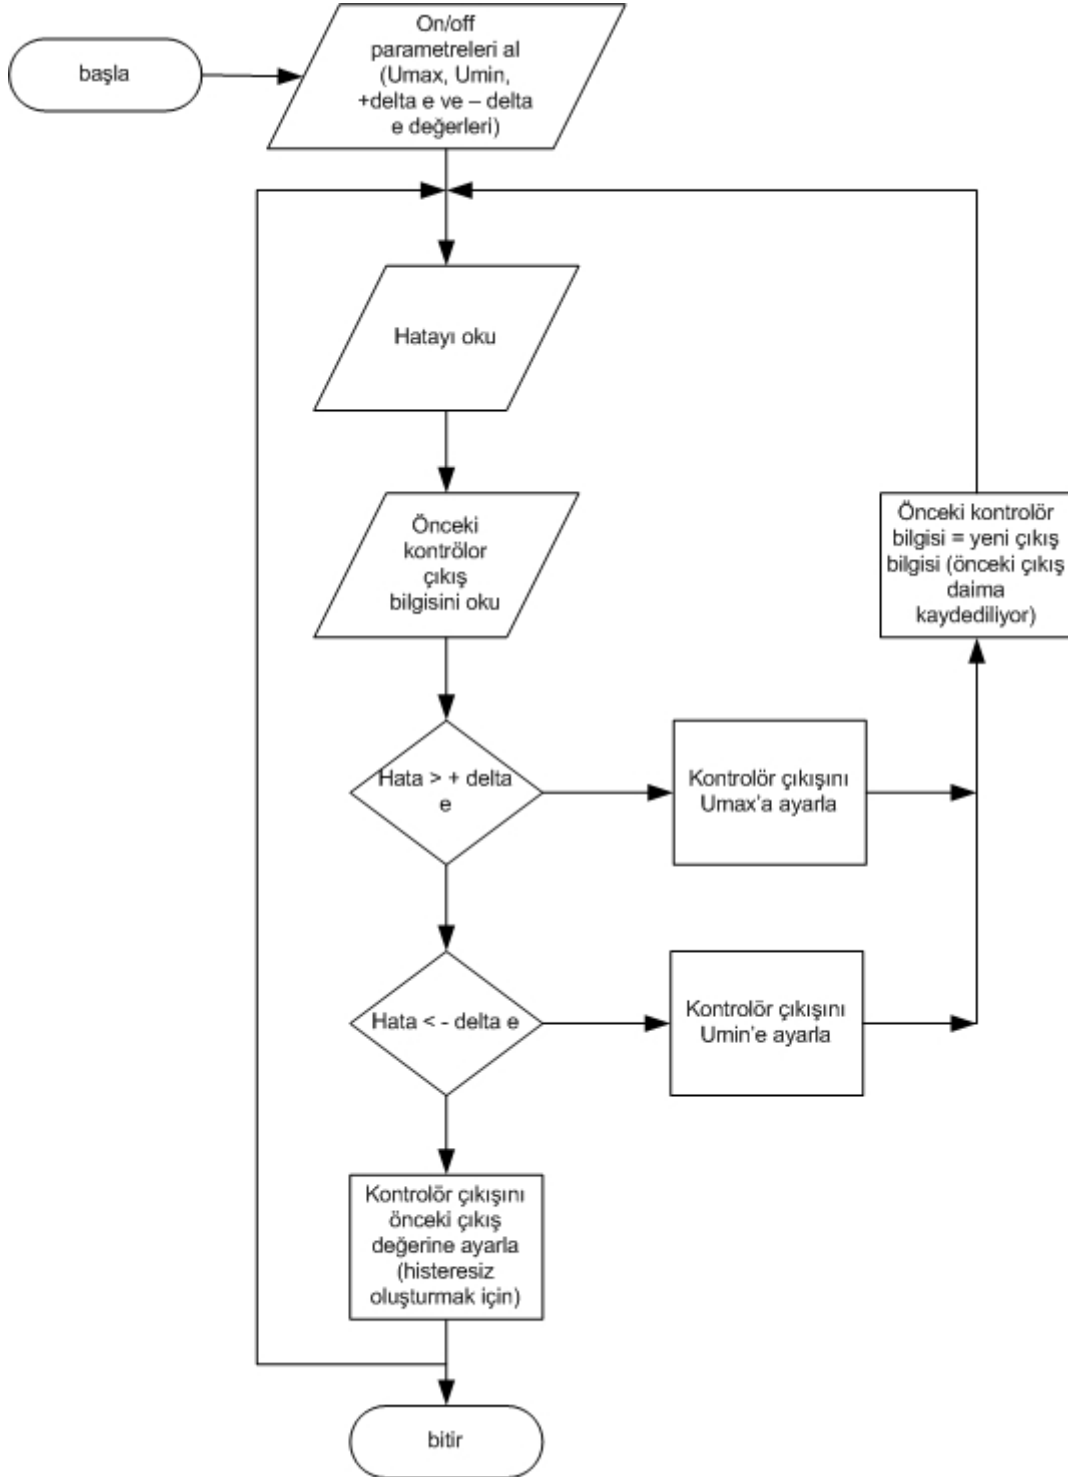 başla
On/off
parametreleri al
(Umax, Umin,
+delta e ve – delta
e değerleri)
Hatayı oku
Önceki
kontrölor
çıkış
bilgisini oku
Önceki kontrolör
bilgisi = yeni çıkış
bilgisi (önceki çıkış
daima
kaydediliyor)
Hata > + delta
e
Kontrolör çıkışını
Umax'a ayarla
Hata < - delta e
Kontrolör çıkışını
Umin'e ayarla
Kontrolör çıkışını
önceki çıkış
değerine ayarla
(histeresiz
oluşturmak için)
bitir